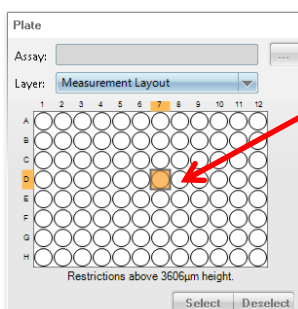 Plate
Assay:
...
Layer: Measurement Layout
1 2 3 4 5 6 7 8 9 10 11 12
A
B
C
D
E
F
G
H
Restrictions above 3606µm height.
Select Deselect